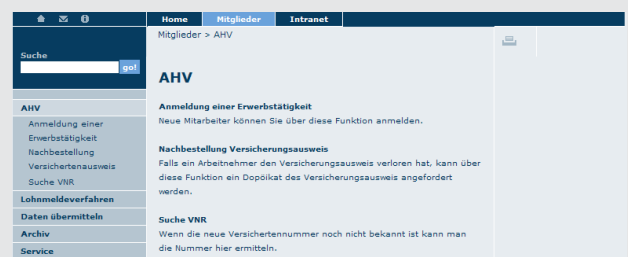 Home Mitglieder Intranet
Mitglieder > AHV
Suche
go!
AHV
Anmeldung einer
Erwerbstätigkeit
Nachbestellung
Versichertenausweis
Suche VNR
Lohnmeldeverfahren
Daten übermitteln
Archiv
Service
AHV
Anmeldung einer Erwerbstätigkeit
Neue Mitarbeiter können Sie über diese Funktion anmelden.
Nachbestellung Versicherungsausweis
Falls ein Arbeitnehmer den Versicherungsausweis verloren hat, kann über
diese Funktion ein Dopöikat des Versicherungsausweis angefordert
werden.
Suche VNR
Wenn die neue Versichertennummer noch nicht bekannt ist kann man
die Nummer hier ermitteln.